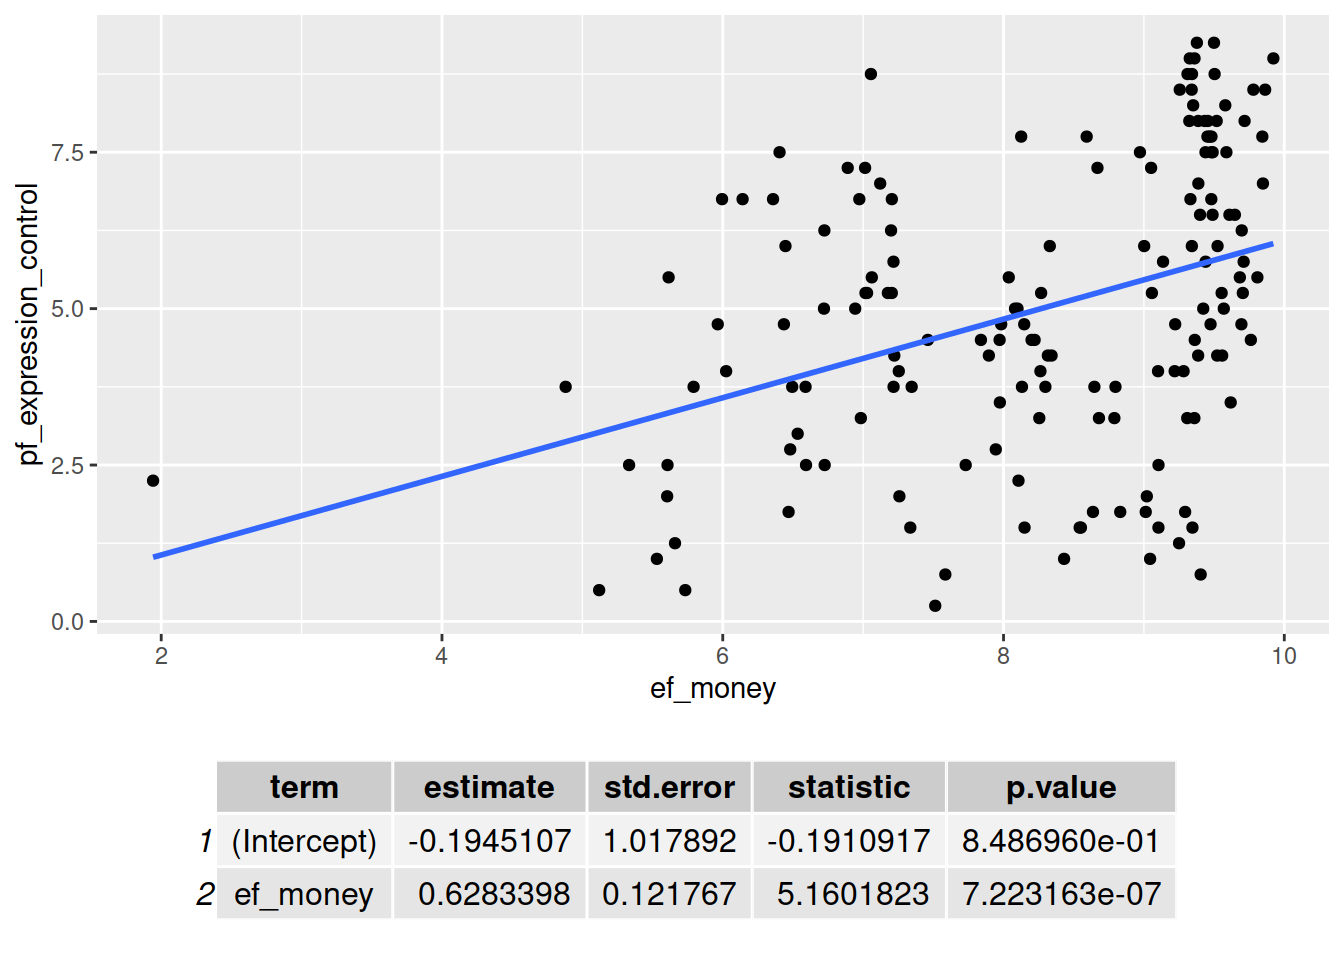 7.5
5.0
2.5
0.0
pf_expression_control
2 4 6 8 10
ef_money
term estimate std.error statistic p.value
1 (Intercept) -0.1945107 1.017892 -0.1910917 8.486960e-01
2 ef_money 0.6283398 0.121767 5.1601823 7.223163e-07